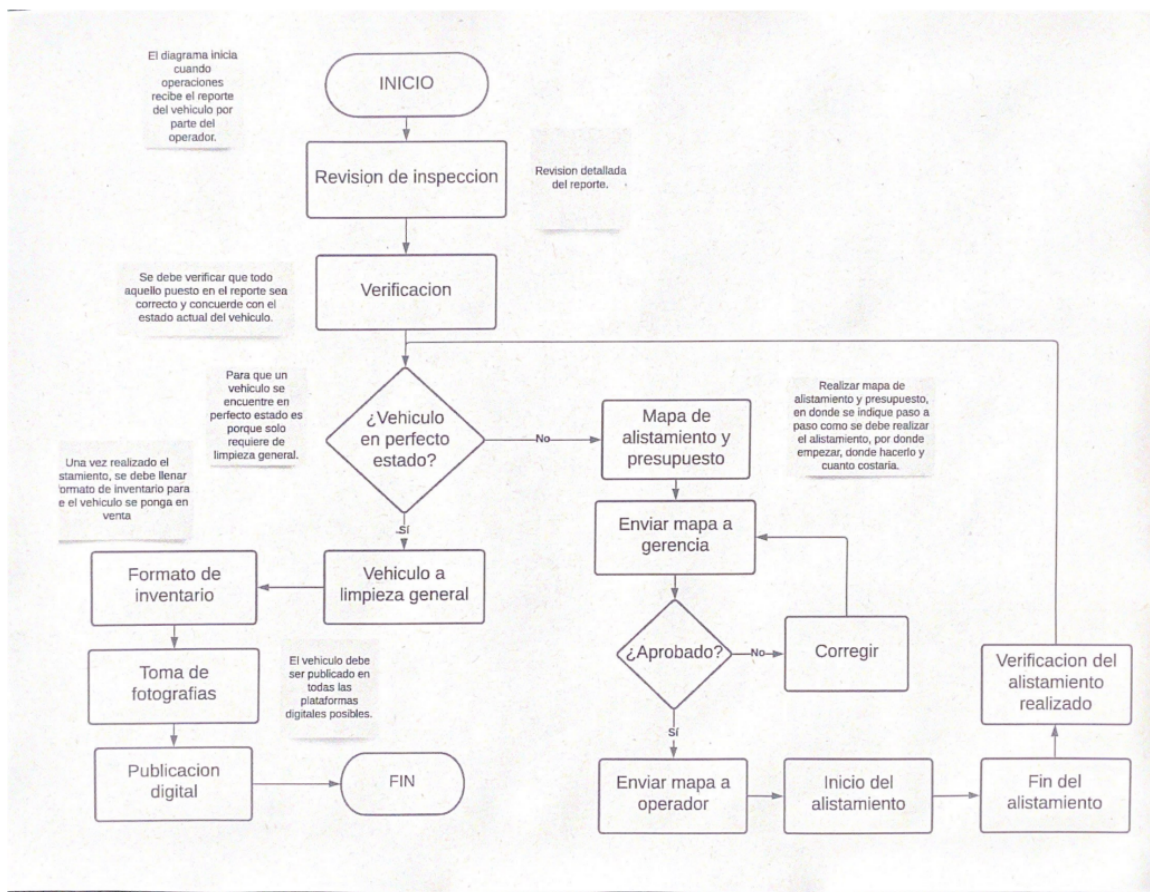 El diagrama inicia
cuando
operaciones
recibe el reporte
del vehiculo por
parte del
operador.
INICIO
Revision de inspeccion
Revision detallada
del reporte.
Se debe verificar que todo
aquello puesto en el reporte sea
correcto y concuerde con el
estado actual del vehiculo.
Verificacion
Para que un
vehiculo se
encuentre en
perfecto estado es
porque solo
requiere de
limpieza general.
¿Vehiculo
en perfecto
estado?
No
Mapa de
alistamiento y
presupuesto
Realizar mapa de
alistamiento y presupuesto,
en donde se indique paso a
paso como se debe realizar
el alistamiento, por donde
empezar, donde hacerlo y
cuanto costaria.
Una vez realizado el
stamiento, se debe llenar
ormato de inventario para
e el vehiculo se ponga en
venta
Sí
Enviar mapa a
gerencia
Formato de
inventario
Vehiculo a
limpieza general
¿Aprobado?
No
Corregir
Verificacion del
alistamiento
realizado
Toma de
fotografias
El vehiculo debe
ser publicado en
todas las
plataformas
digitales posibles.
Sí
Publicacion
digital
FIN
Enviar mapa a
operador
Inicio del
alistamiento
Fin del
alistamiento